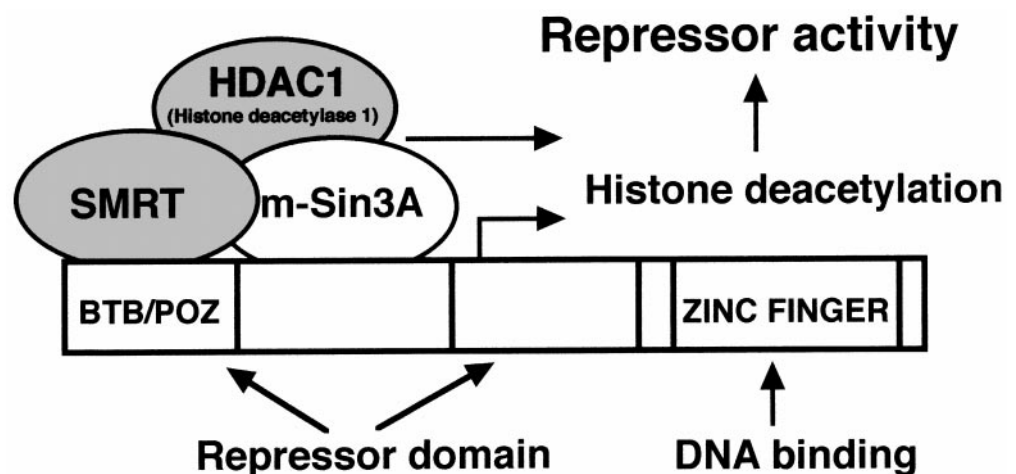 Repressor activity
HDAC1
(Histone deacetylase 1)
Histone deacetylation
SMRT
m-Sin3A
BTB/POZ
ZINC FINGER
Repressor domain
DNA binding